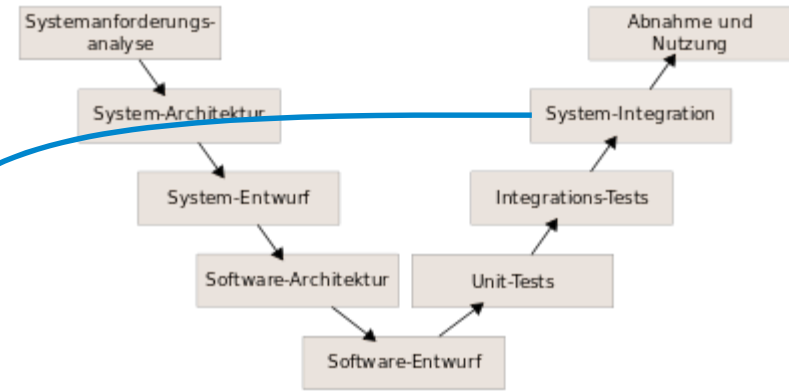 Systemanforderungs-
analyse
Abnahme und
Nutzung
System-Architektur
System-Integration
System-Entwurf
Integrations-Tests
Software-Architektur
Unit-Tests
Software-Entwurf